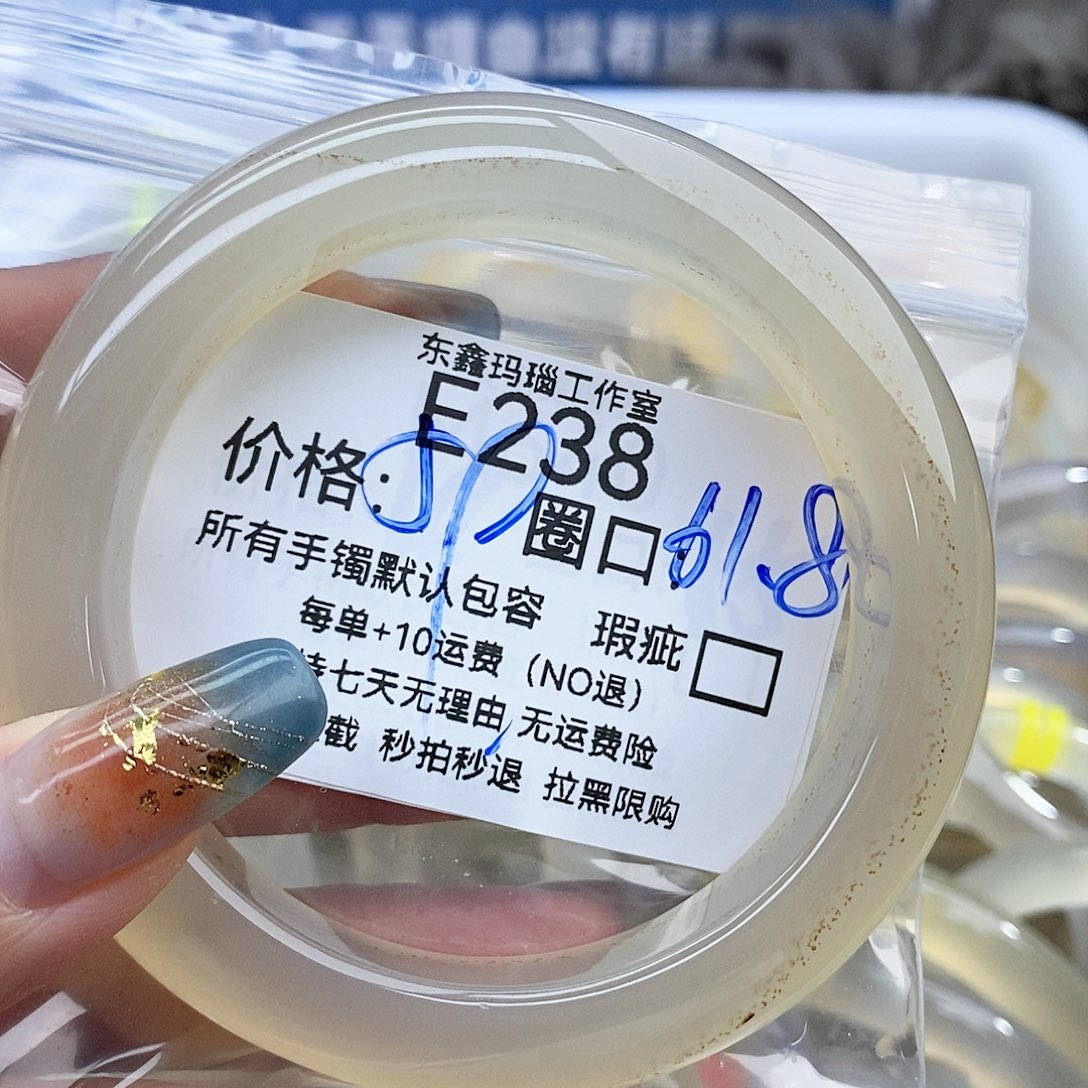 东鑫玛瑙工作室
E238
价格:
圈口:61.8
所有手镯默认包容 瑕疵
每单+10运费 (NO退)
持七天无理由 无运费险
截 秒拍秒退 拉黑限购